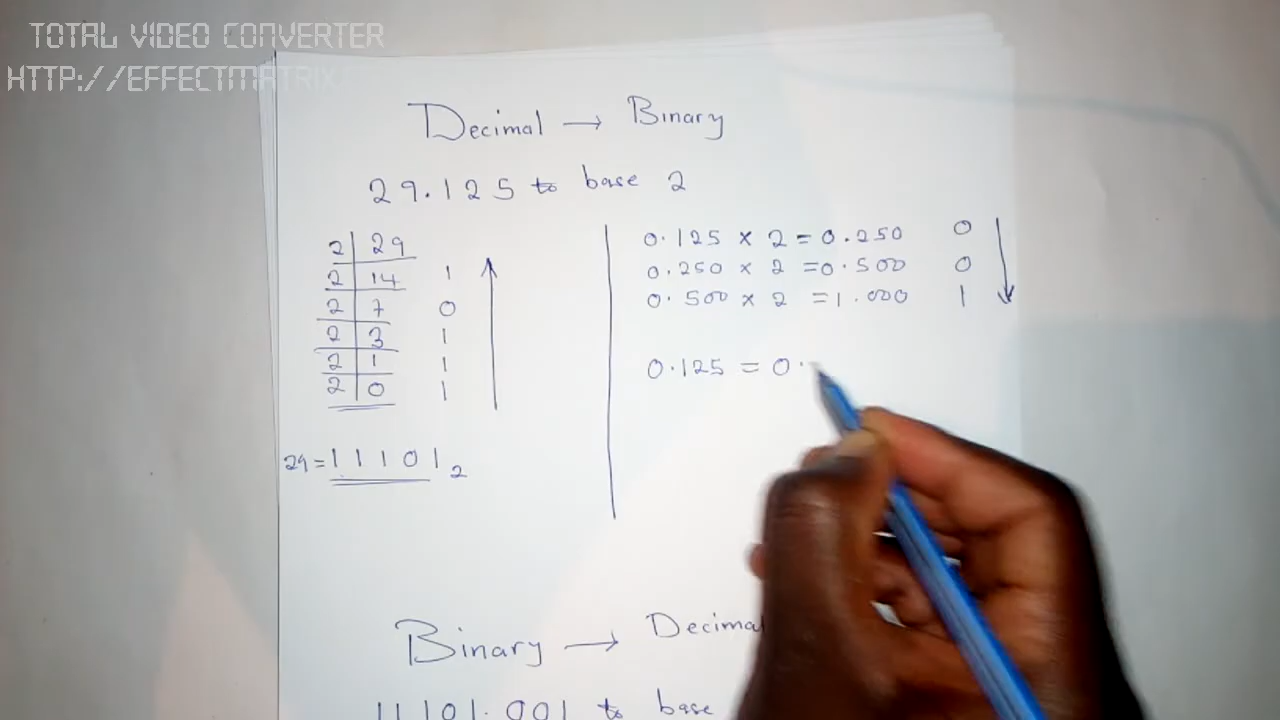 TOTAL VIDEO CONVERTER
HTTP://EFFECTMATRIX.
Decimal → Binary
29.125 to base 2
2 | 29
2 | 14 1
2 | 7 0
2 | 3 1
2 | 1 1
2 | 0 1
29 = 11101₂
0.125 × 2 = 0.250 0
0.250 × 2 = 0.500 0
0.500 × 2 = 1.000 1
0.125 = 0.
Binary → Decimal
11101.001 to base